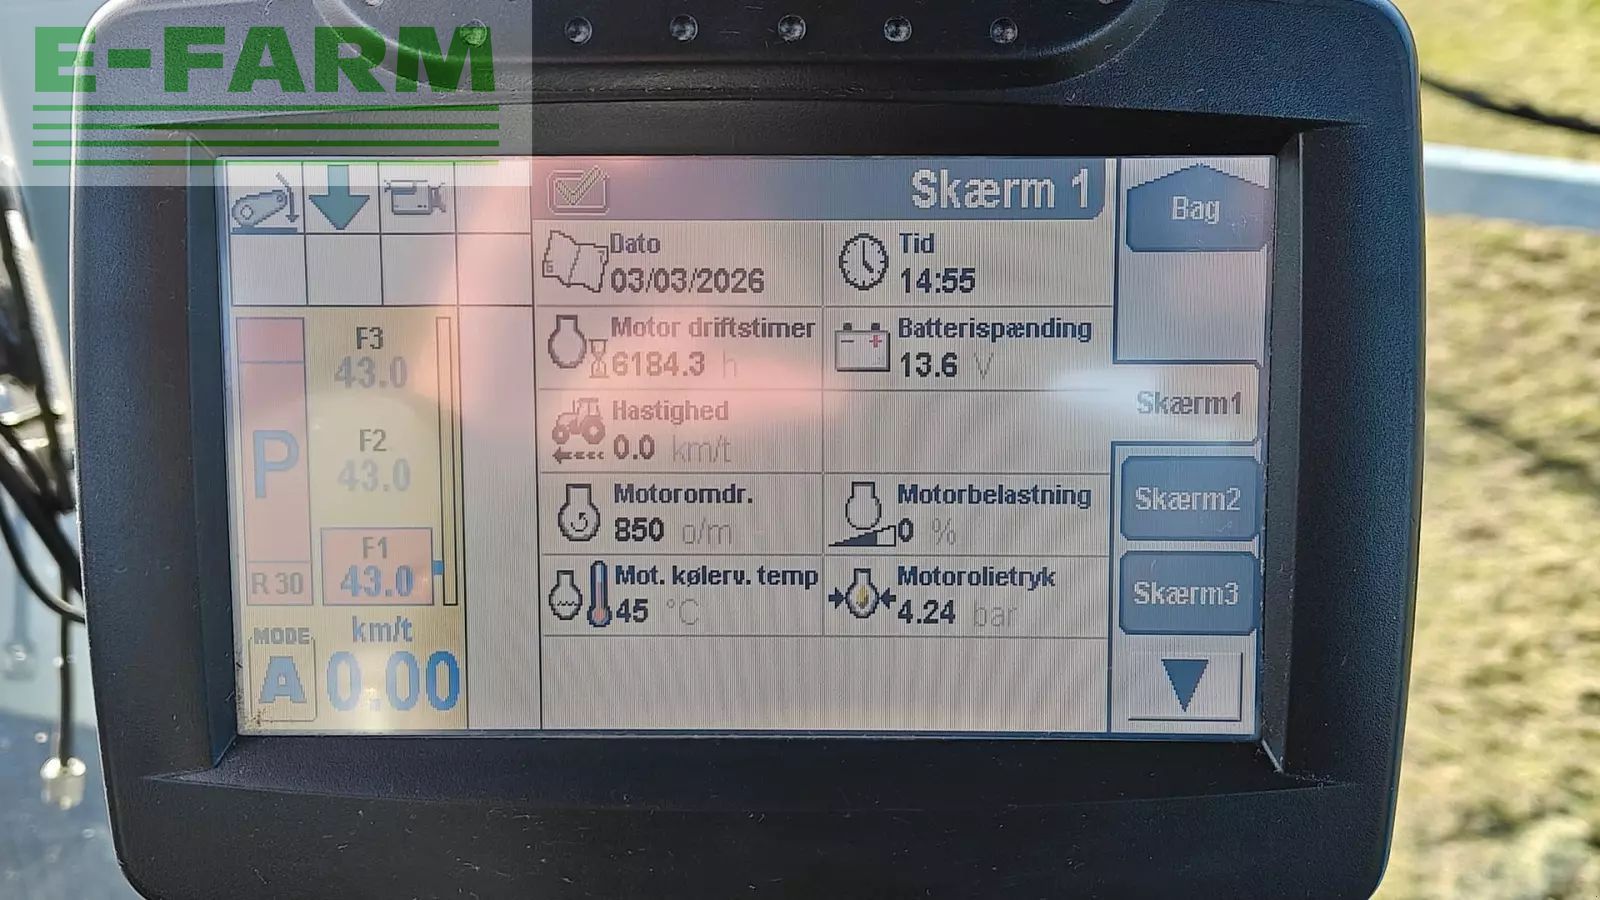 E-FARM
Skærm 1
Bag
Dato
03/03/2026
Tid
14:55
Motor driftstimer
6184.3 h
Batterispænding
13.6 V
Hastighed
0.0 km/t
Motoromdr.
850 o/m
Motorbelastning
0 %
Mot. kølerv. temp
45 °C
Motorolietryk
4.24 bar
F3
43.0
F2
43.0
F1
43.0
P
R 30
MODE
A
km/t
0.00
Skærm1
Skærm2
Skærm3